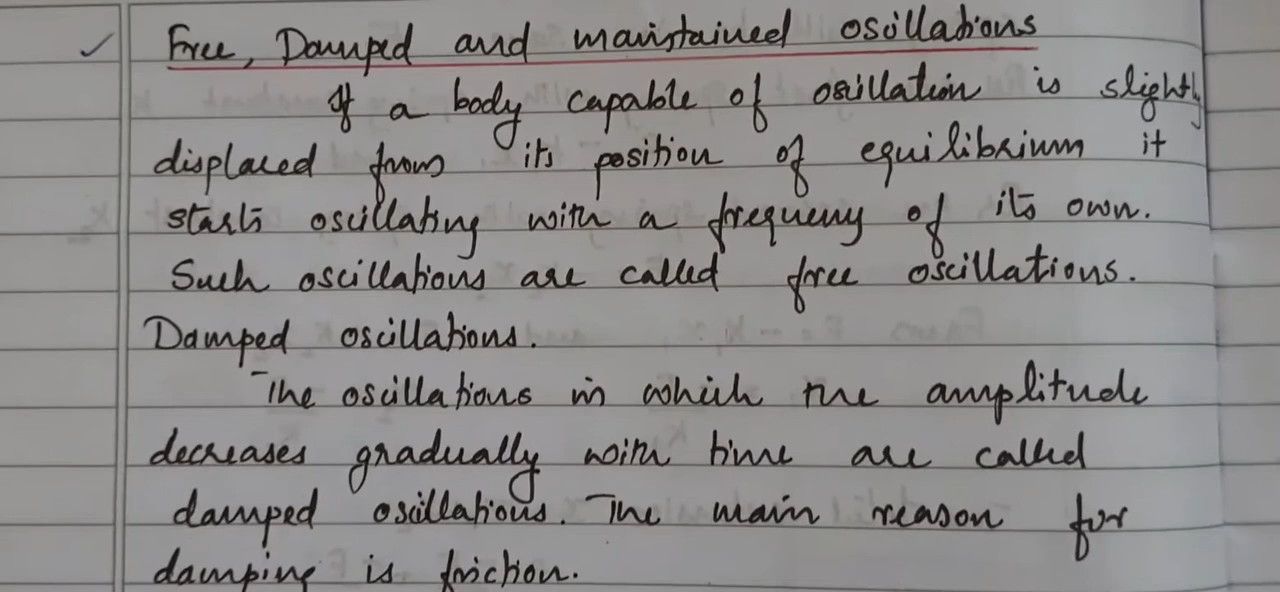 Free, Damped and maintained oscillations
If a body capable of oscillation is slightly
displaced from its position of equilibrium it
starts oscillating with a frequency of its own.
Such oscillations are called free oscillations.
Damped oscillations.
The oscillations in which the amplitude
decreases gradually with time are called
damped oscillations. The main reason for
damping is friction.